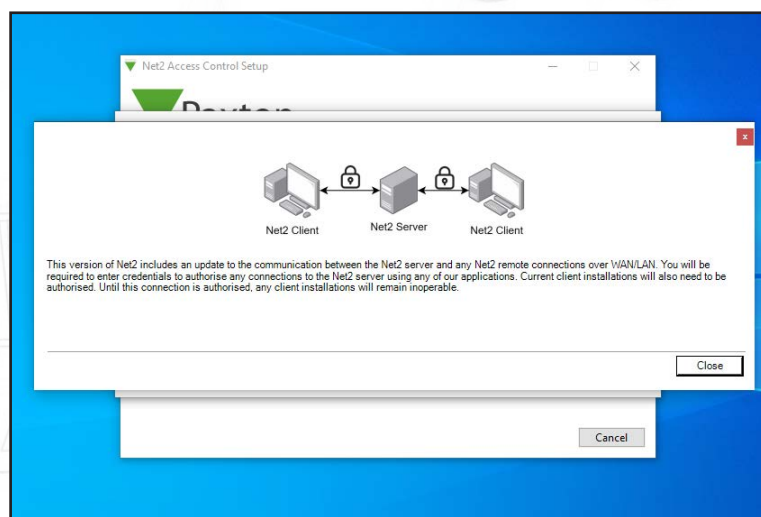 Net2 Access Control Setup
Paxton
Net2 Client
Net2 Server
Net2 Client
This version of Net2 includes an update to the communication between the Net2 server and any Net2 remote connections over WAN/LAN. You will be
required to enter credentials to authorise any connections to the Net2 server using any of our applications. Current client installations will also need to be
authorised. Until this connection is authorised, any client installations will remain inoperable.
Close
Cancel